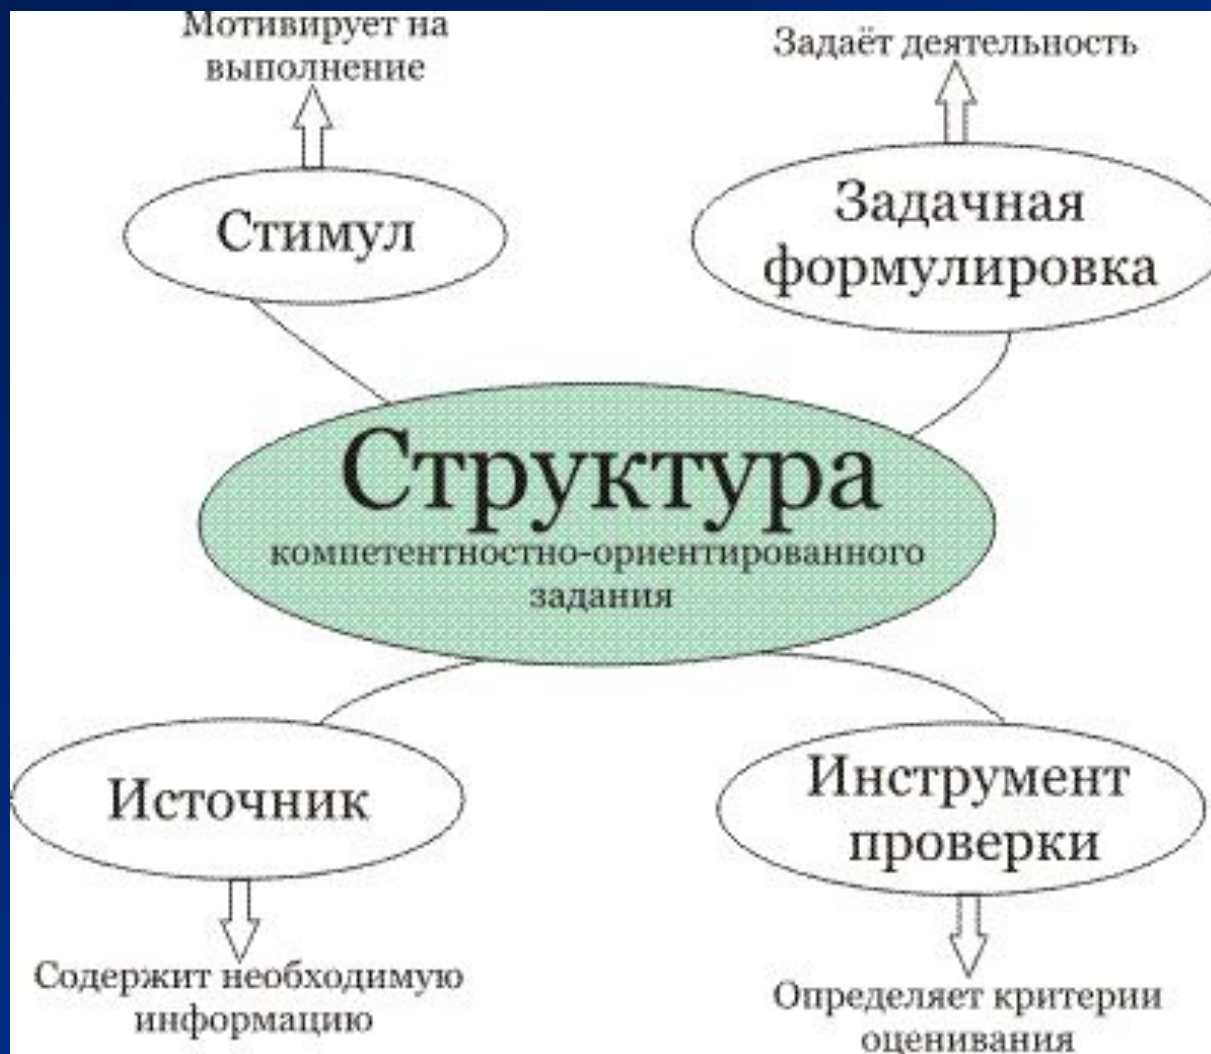 Мотивирует на
выполнение
Задаёт деятельность
Стимул
Задачная
формулировка
Структура
компетентностно-ориентированного
задания
Источник
Инструмент
проверки
Содержит необходимую
информацию
Определяет критерии
оценивания